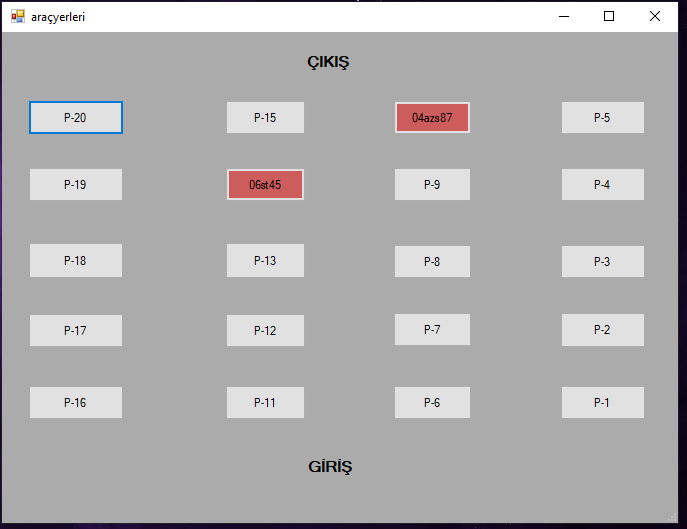 araçyerleri
ÇIKIŞ
P-20 P-15 04azs87 P-5
P-19 06st45 P-9 P-4
P-18 P-13 P-8 P-3
P-17 P-12 P-7 P-2
P-16 P-11 P-6 P-1
GİRİŞ